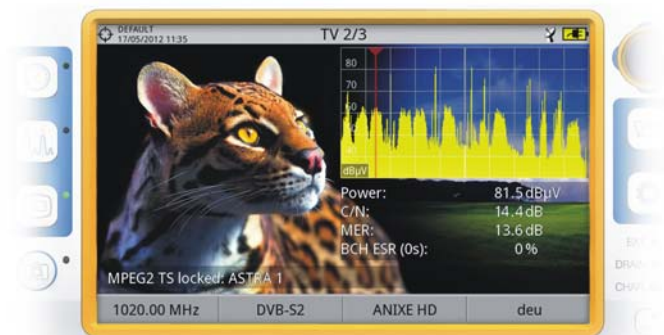 DEFAULT
17/05/2012 11:35
TV 2/3
80
70
dBµV
Power: 81.5 dBµV
C/N: 14.4 dB
MER: 13.6 dB
BCH ESR (0s): 0 %
MPEG2 TS locked: ASTRA 1
1020.00 MHz DVB-S2 ANIXE HD deu